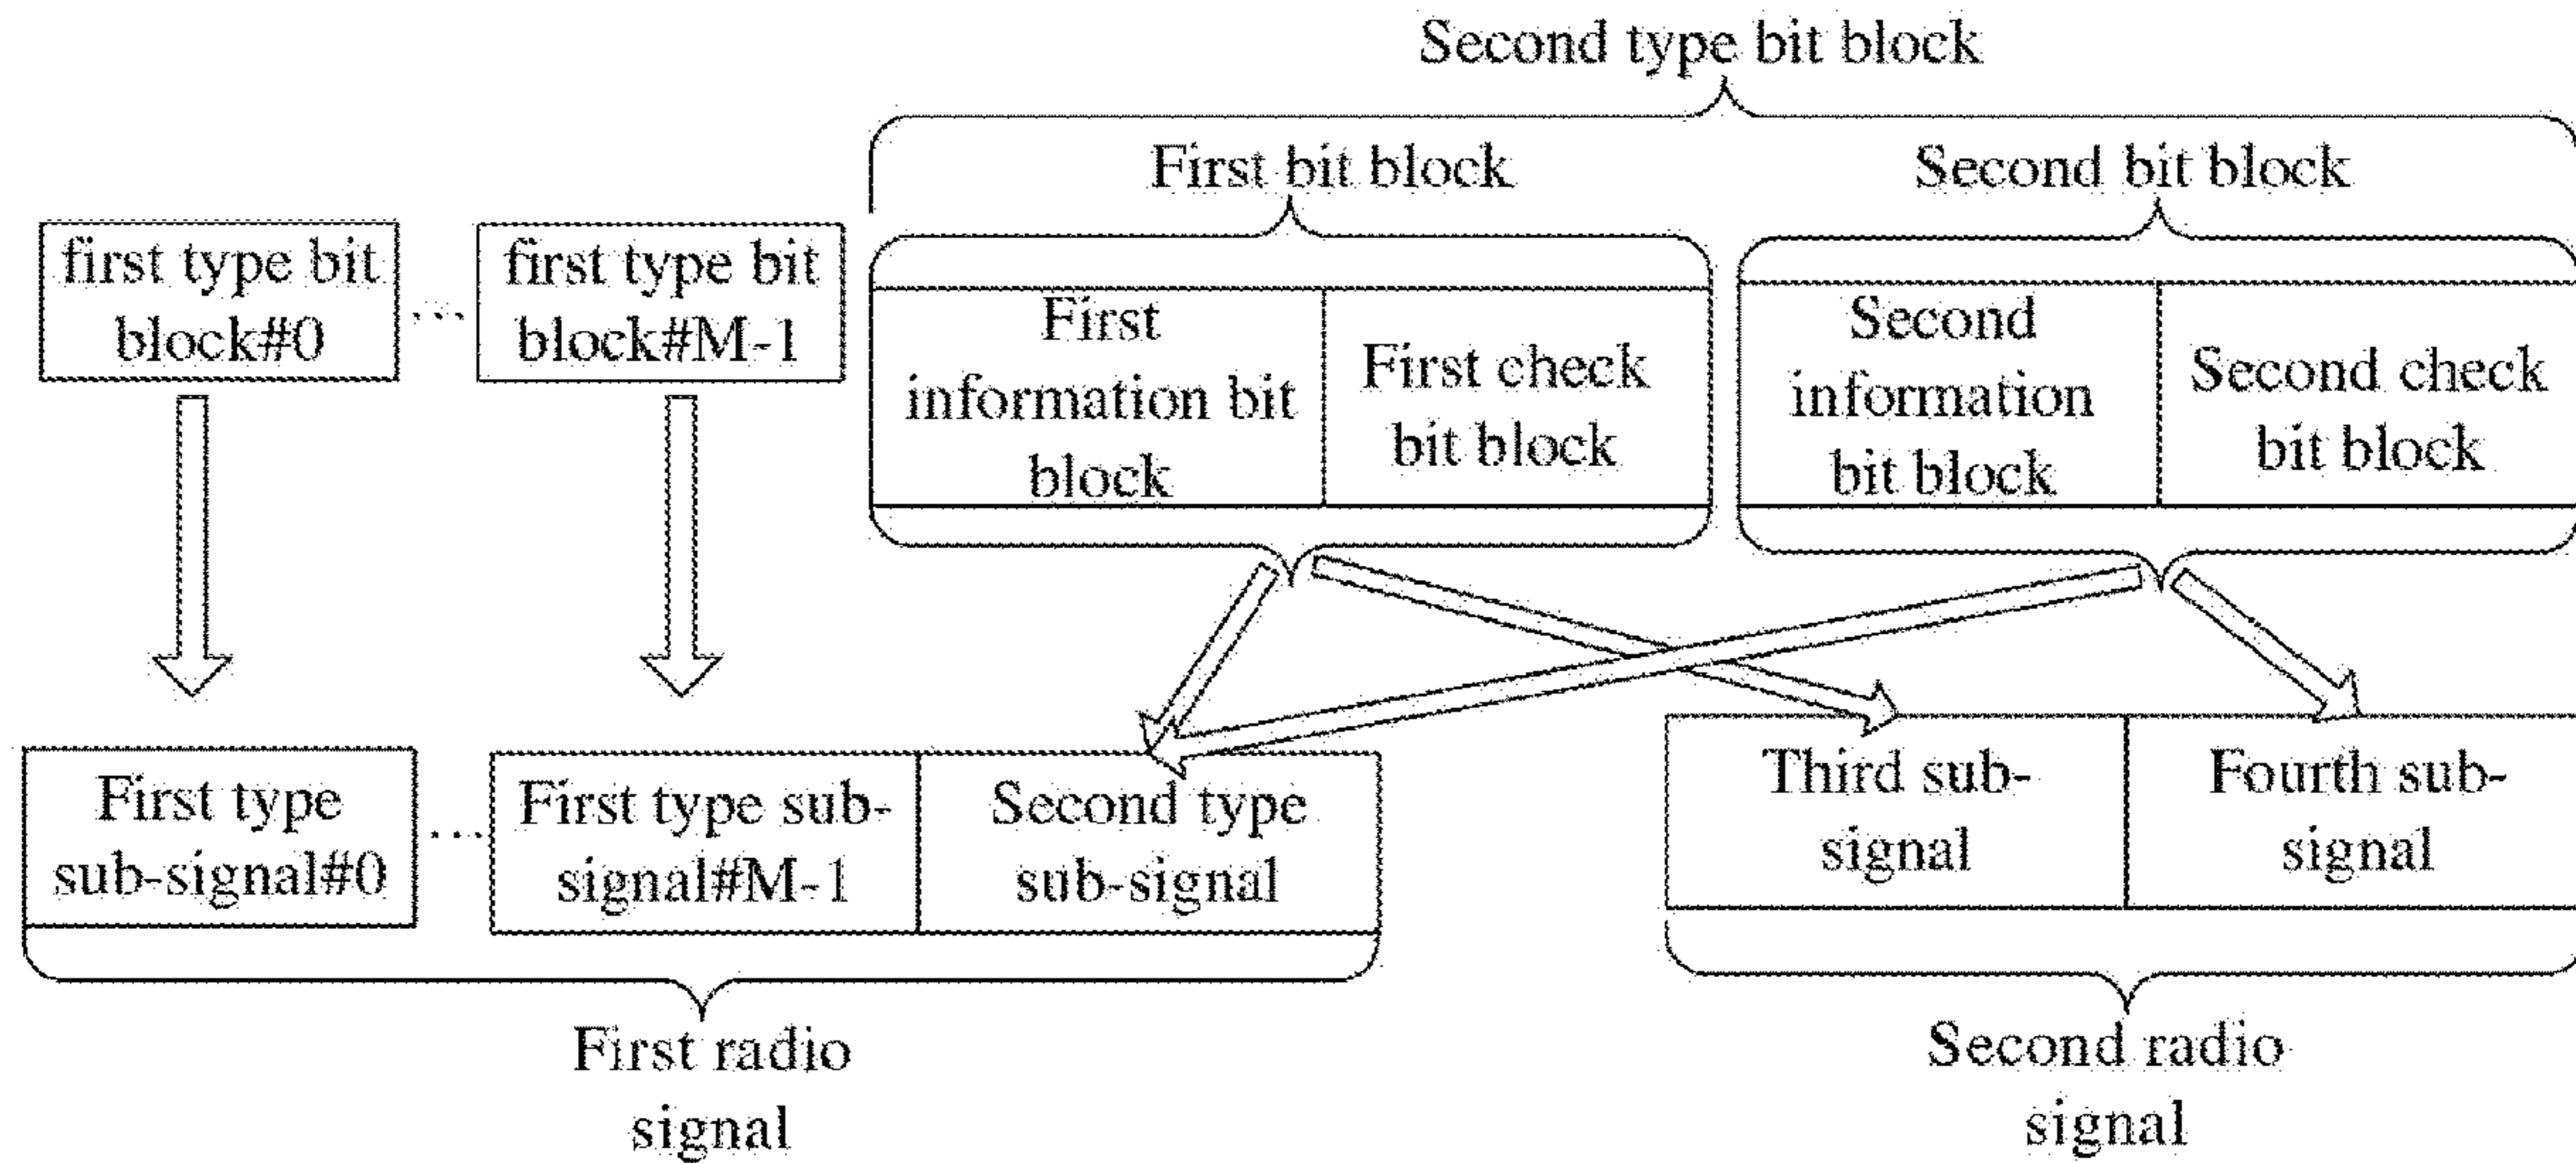 Second type bit block
First bit block
Second bit block
first type bit
block#0
...
first type bit
block#M-1
First
information bit
block
First check
bit block
Second
information
bit block
Second check
bit block
First type
sub-signal#0
...
First type sub-
signal#M-1
Second type
sub-signal
Third sub-
signal
Fourth sub-
signal
First radio
signal
Second radio
signal